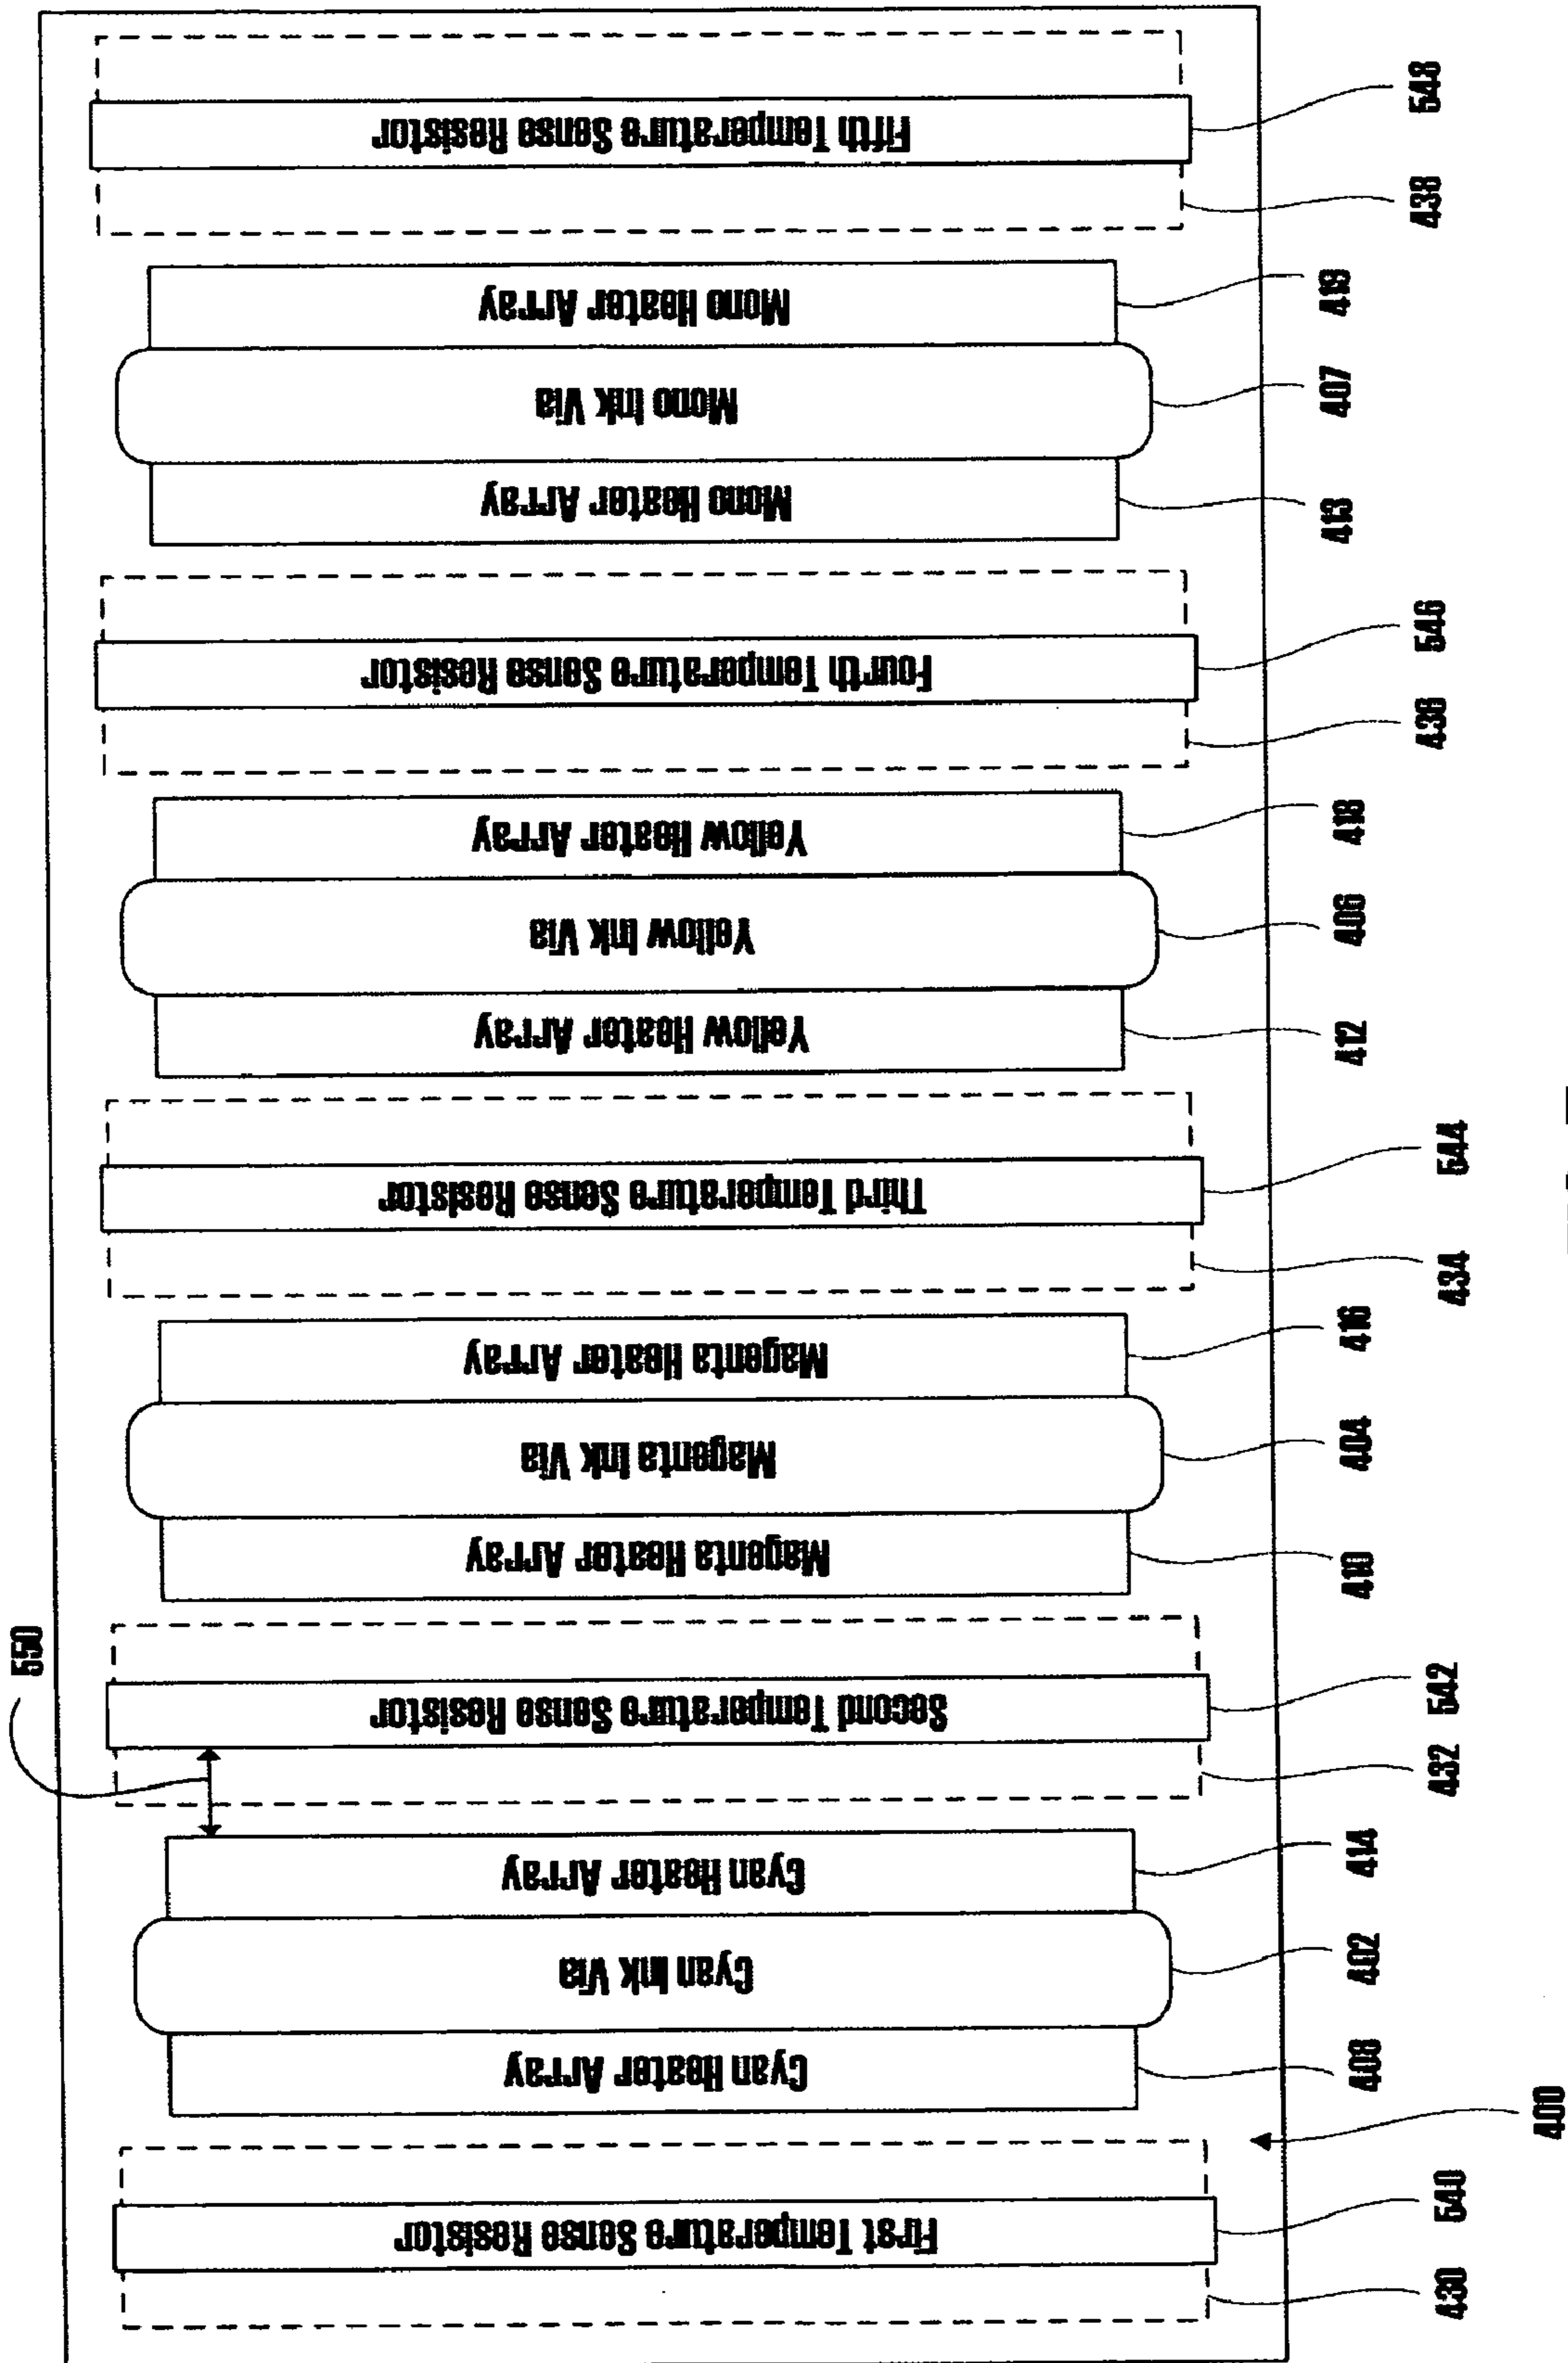 Fifth Temperature Sense Resistor
548
438
Mono Heater Array
419
Mono Ink Via
407
Mono Heater Array
413
Fourth Temperature Sense Resistor
546
436
Yellow Heater Array
418
Yellow Ink Via
406
Yellow Heater Array
412
Third Temperature Sense Resistor
544
434
Magenta Heater Array
416
Magenta Ink Via
404
Magenta Heater Array
410
550
Second Temperature Sense Resistor
542
432
Cyan Heater Array
414
Cyan Ink Via
402
Cyan Heater Array
408
400
First Temperature Sense Resistor
540
430